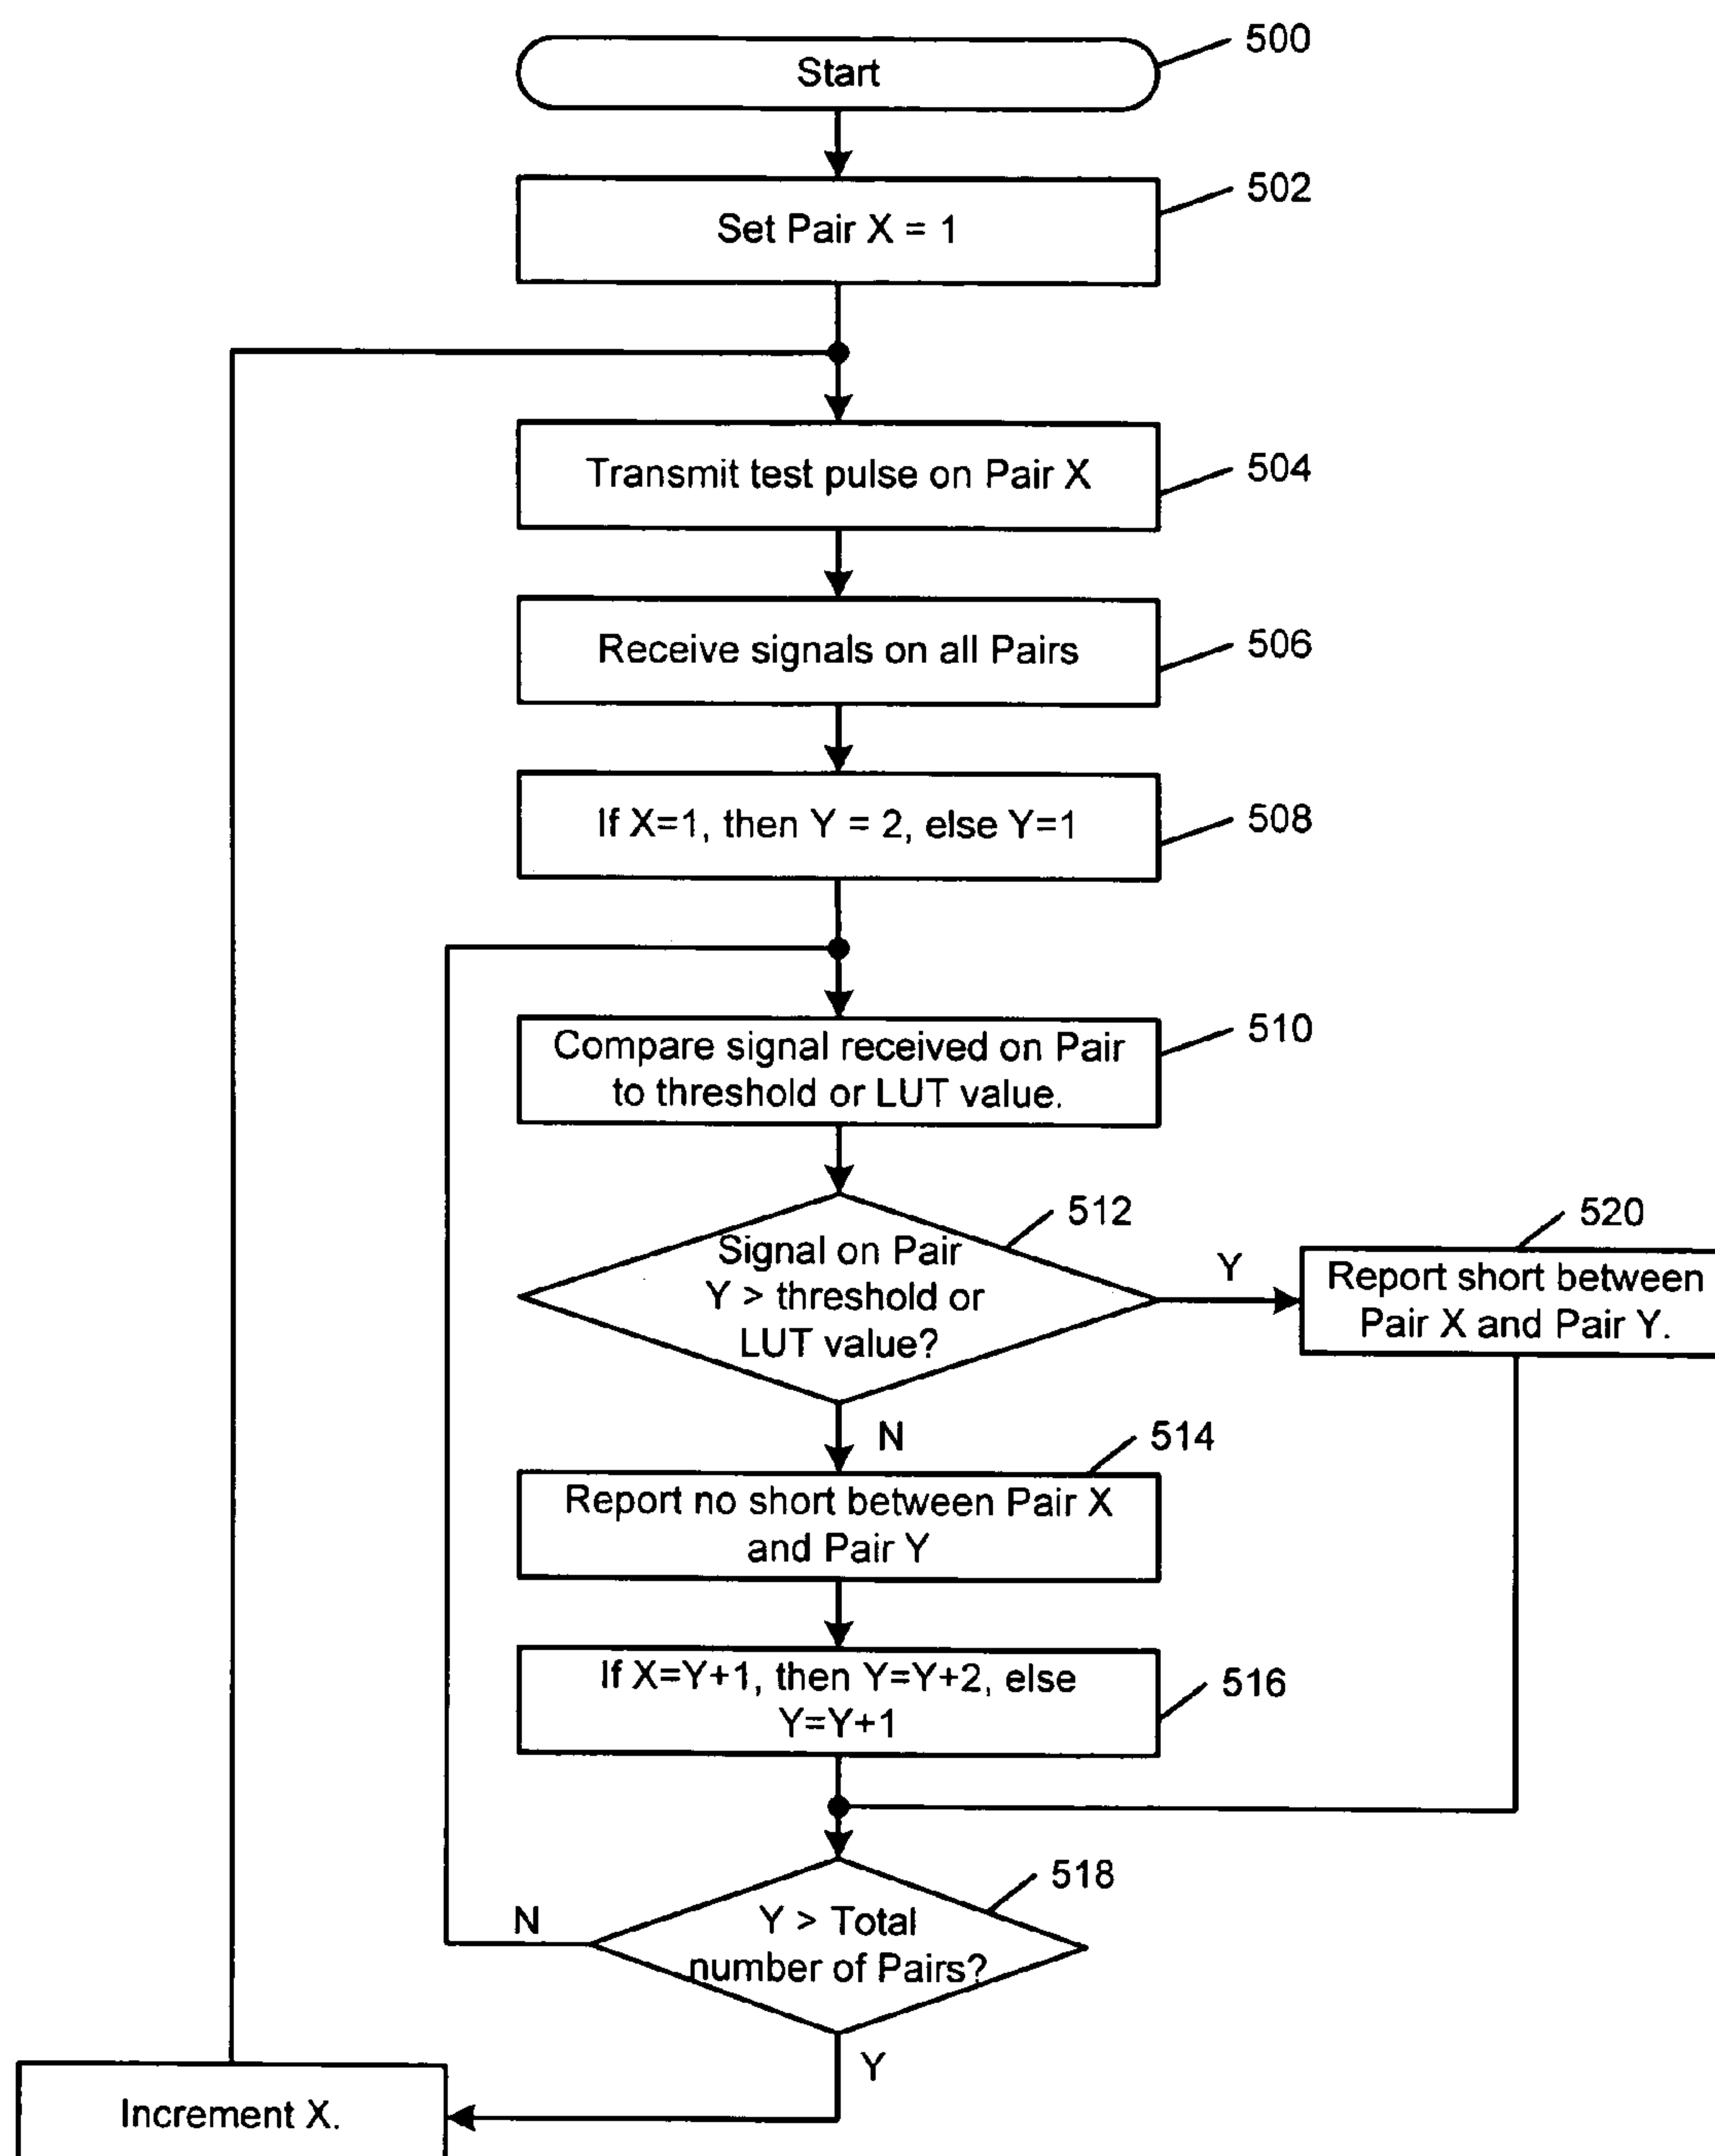 Start
500
Set Pair X = 1
502
Transmit test pulse on Pair X
504
Receive signals on all Pairs
506
If X=1, then Y = 2, else Y=1
508
Compare signal received on Pair
to threshold or LUT value.
510
Signal on Pair
Y > threshold or
LUT value?
512
Y
Report short between
Pair X and Pair Y.
520
N
Report no short between Pair X
and Pair Y
514
If X=Y+1, then Y=Y+2, else
Y=Y+1
516
Y > Total
number of Pairs?
518
N
Y
Increment X.